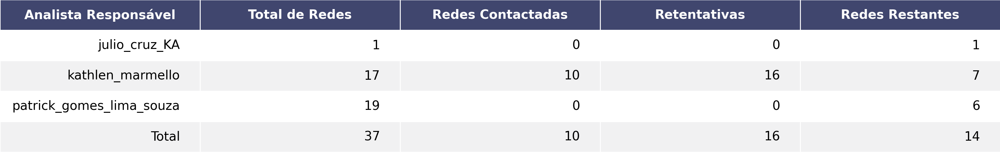 Analista Responsável Total de Redes Redes Contactadas Retentativas Redes Restantes
julio_cruz_KA 1 0 0 1
kathlen_marmello 17 10 16 7
patrick_gomes_lima_souza 19 0 0 6
Total 37 10 16 14